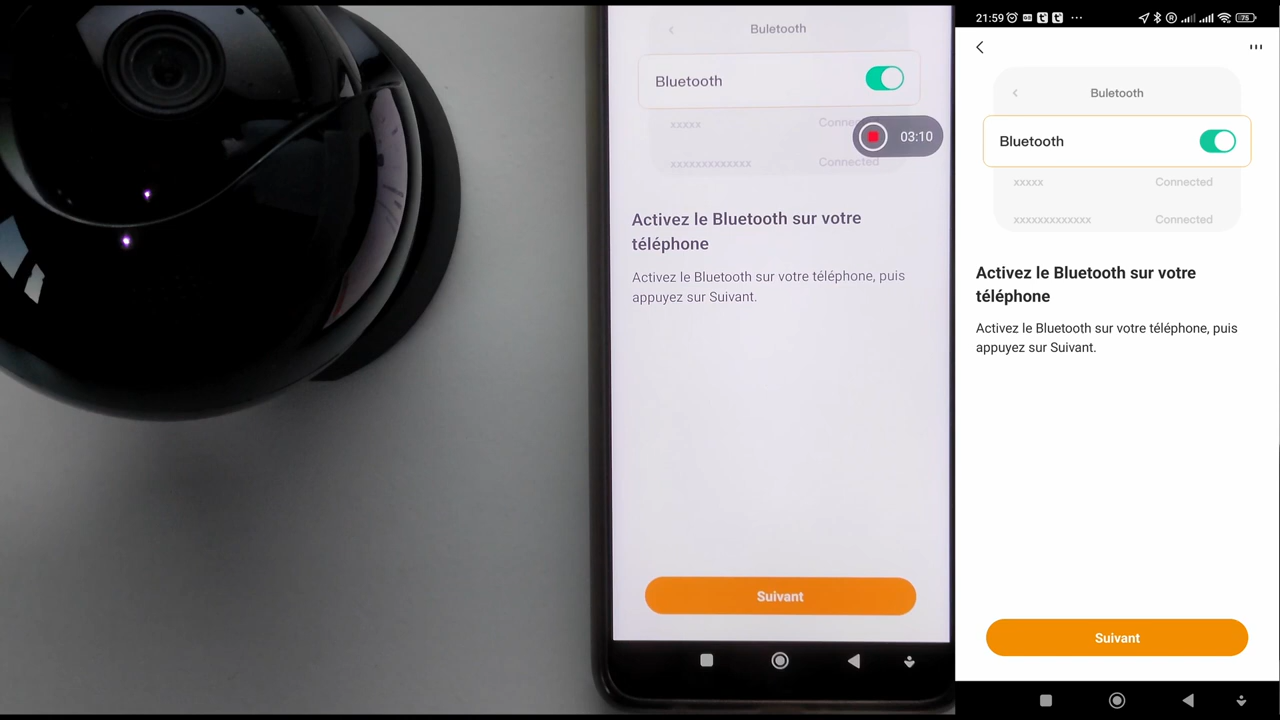 Buletooth
Bluetooth
xxxxx
Connec
03:10
xxxxxxxxxxxxx
Connected
Activez le Bluetooth sur votre
téléphone
Activez le Bluetooth sur votre téléphone, puis
appuyez sur Suivant.
Suivant
21:59
75
Buletooth
Bluetooth
xxxxx
Connected
xxxxxxxxxxxxx
Connected
Activez le Bluetooth sur votre
téléphone
Activez le Bluetooth sur votre téléphone, puis
appuyez sur Suivant.
Suivant